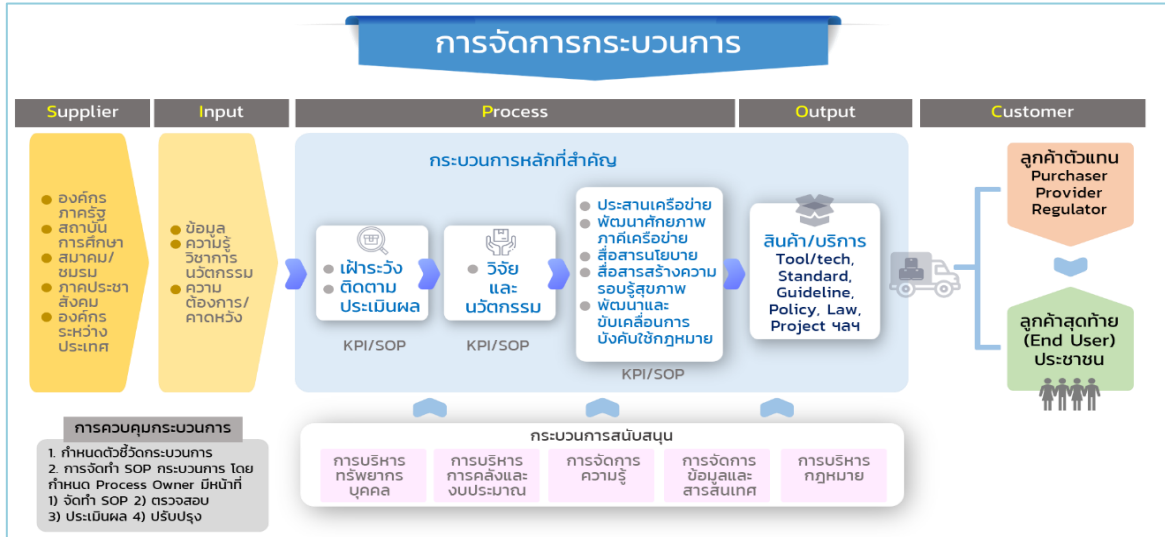 การจัดการกระบวนการ
Supplier
Input
Process
Output
Customer
องค์กร
ภาครัฐ
สถาบัน
การศึกษา
สมาคม/
ชมรม
ภาคประชา
สังคม
องค์กร
ระหว่าง
ประเทศ
ข้อมูล
ความรู้
วิชาการ
นวัตกรรม
ความ
ต้องการ/
คาดหวัง
กระบวนการหลักที่สำคัญ
เฝ้าระวัง
ติดตาม
ประเมินผล
KPI/SOP
วิจัย
และ
นวัตกรรม
KPI/SOP
ประสานเครือข่าย
พัฒนาศักยภาพ
ภาคีเครือข่าย
สื่อสารนโยบาย
สื่อสารสร้างความ
รอบรู้สุขภาพ
พัฒนาและ
ขับเคลื่อนการ
บังคับใช้กฎหมาย
KPI/SOP
สินค้า/บริการ
Tool/tech,
Standard,
Guideline,
Policy, Law,
Project ฯลฯ
ลูกค้าตัวแทน
Purchaser
Provider
Regulator
ลูกค้าสุดท้าย
(End User)
ประชาชน
การควบคุมกระบวนการ
1. กำหนดตัวชี้วัดกระบวนการ
2. การจัดทำ SOP กระบวนการ โดย
กำหนด Process Owner มีหน้าที่
1) จัดทำ SOP 2) ตรวจสอบ
3) ประเมินผล 4) ปรับปรุง
กระบวนการสนับสนุน
การบริหาร
ทรัพยากร
บุคคล
การบริหาร
การคลังและ
งบประมาณ
การจัดการ
ความรู้
การจัดการ
ข้อมูลและ
สารสนเทศ
การบริหาร
กฎหมาย